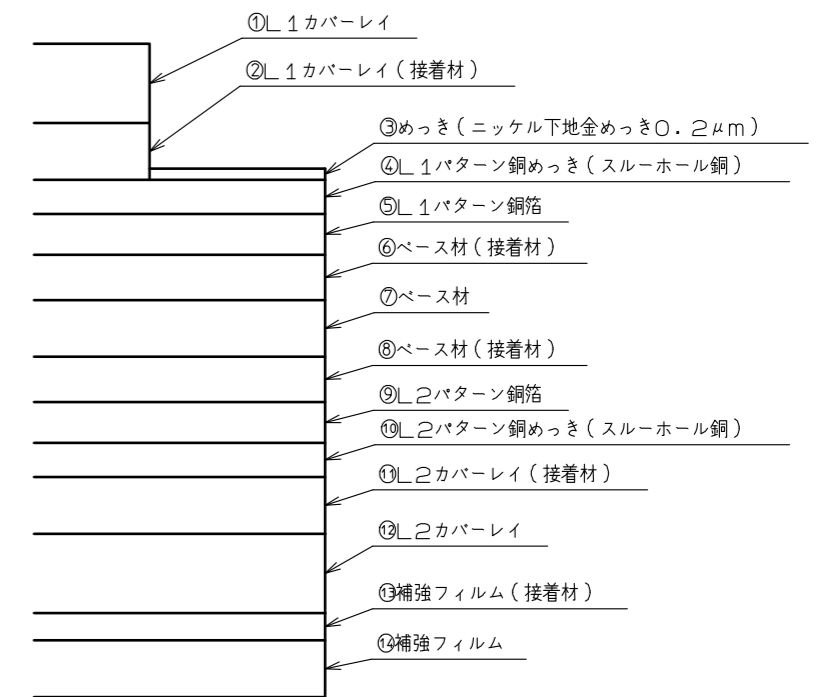 ①L1カバーレイ
②L1カバーレイ(接着材)
③めっき(ニッケル下地金めっき0.2μm)
④L1パターン銅めっき(スルーホール銅)
⑤L1パターン銅箔
⑥ベース材(接着材)
⑦ベース材
⑧ベース材(接着材)
⑨L2パターン銅箔
⑩L2パターン銅めっき(スルーホール銅)
⑪L2カバーレイ(接着材)
⑫L2カバーレイ
⑬補強フィルム(接着材)
⑭補強フィルム